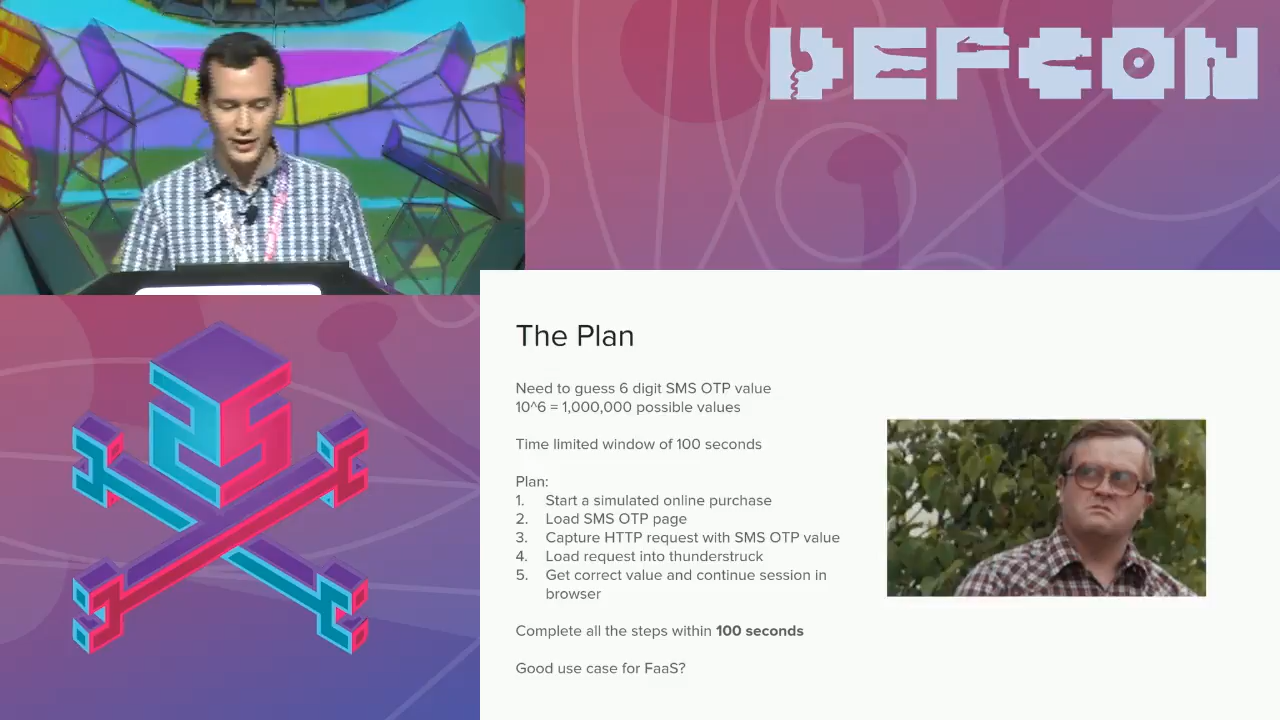 DEFCON
The Plan
Need to guess 6 digit SMS OTP value
10^6 = 1,000,000 possible values
Time limited window of 100 seconds
Plan:
1. Start a simulated online purchase
2. Load SMS OTP page
3. Capture HTTP request with SMS OTP value
4. Load request into thunderstruck
5. Get correct value and continue session in
browser
Complete all the steps within 100 seconds
Good use case for FaaS?
25